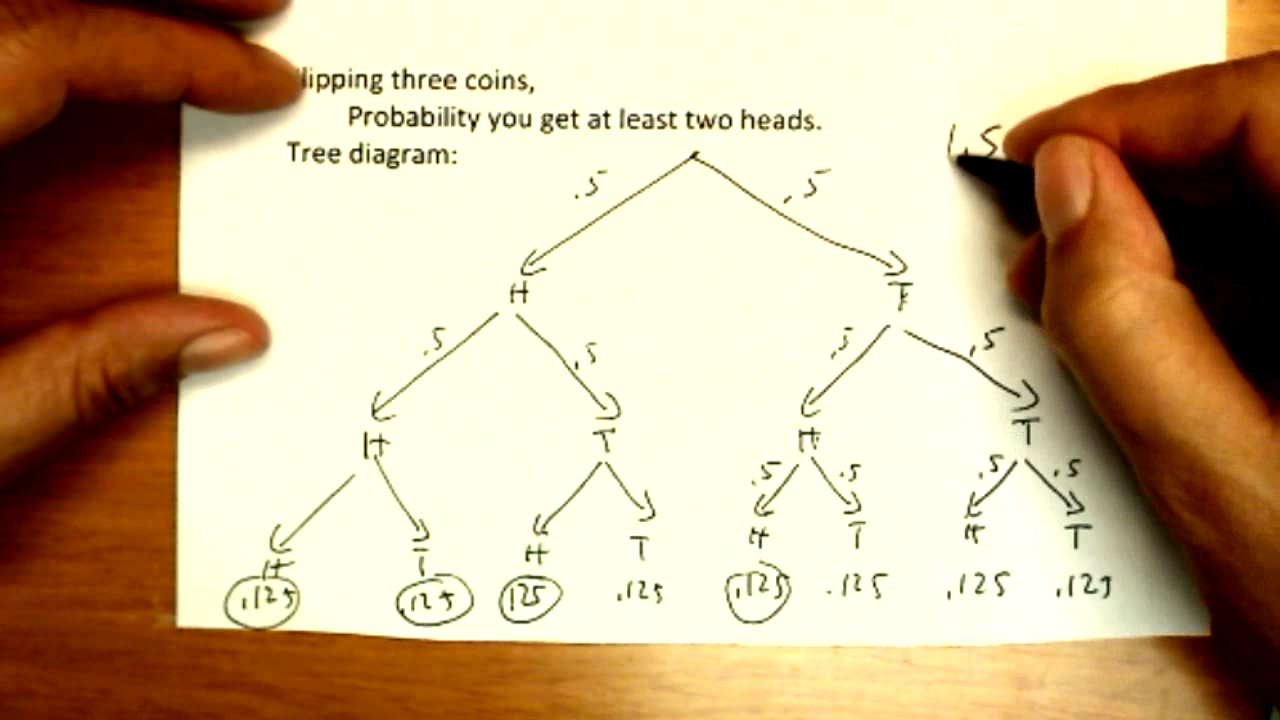 lipping three coins,
Probability you get at least two heads.
Tree diagram:
.5 .5
H T
.5 .5 .5 .5
H T H T
.5 .5 .5 .5
H T H T H T H T
.125 .125 125 .125 .125 .125 .125 .125